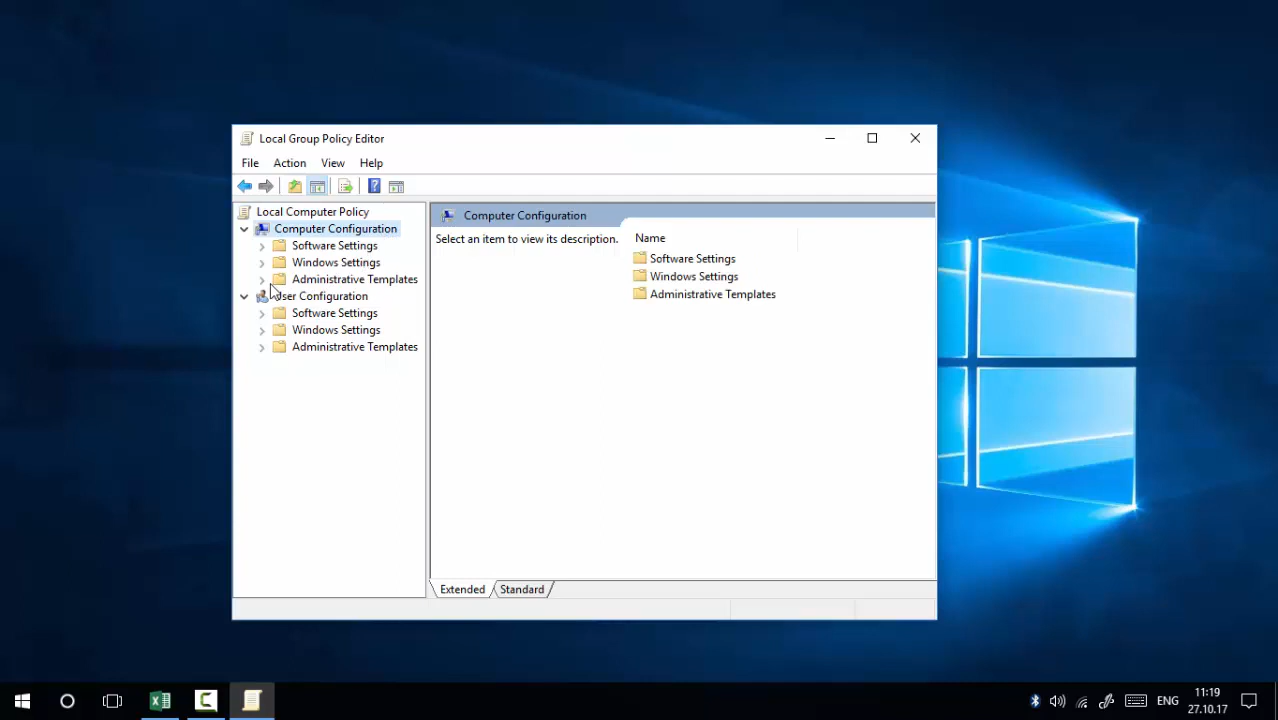 Local Group Policy Editor
File Action View Help
Local Computer Policy
Computer Configuration
Software Settings
Windows Settings
Administrative Templates
User Configuration
Software Settings
Windows Settings
Administrative Templates
Computer Configuration
Select an item to view its description.
Name
Software Settings
Windows Settings
Administrative Templates
Extended Standard
ENG
11:19
27.10.17